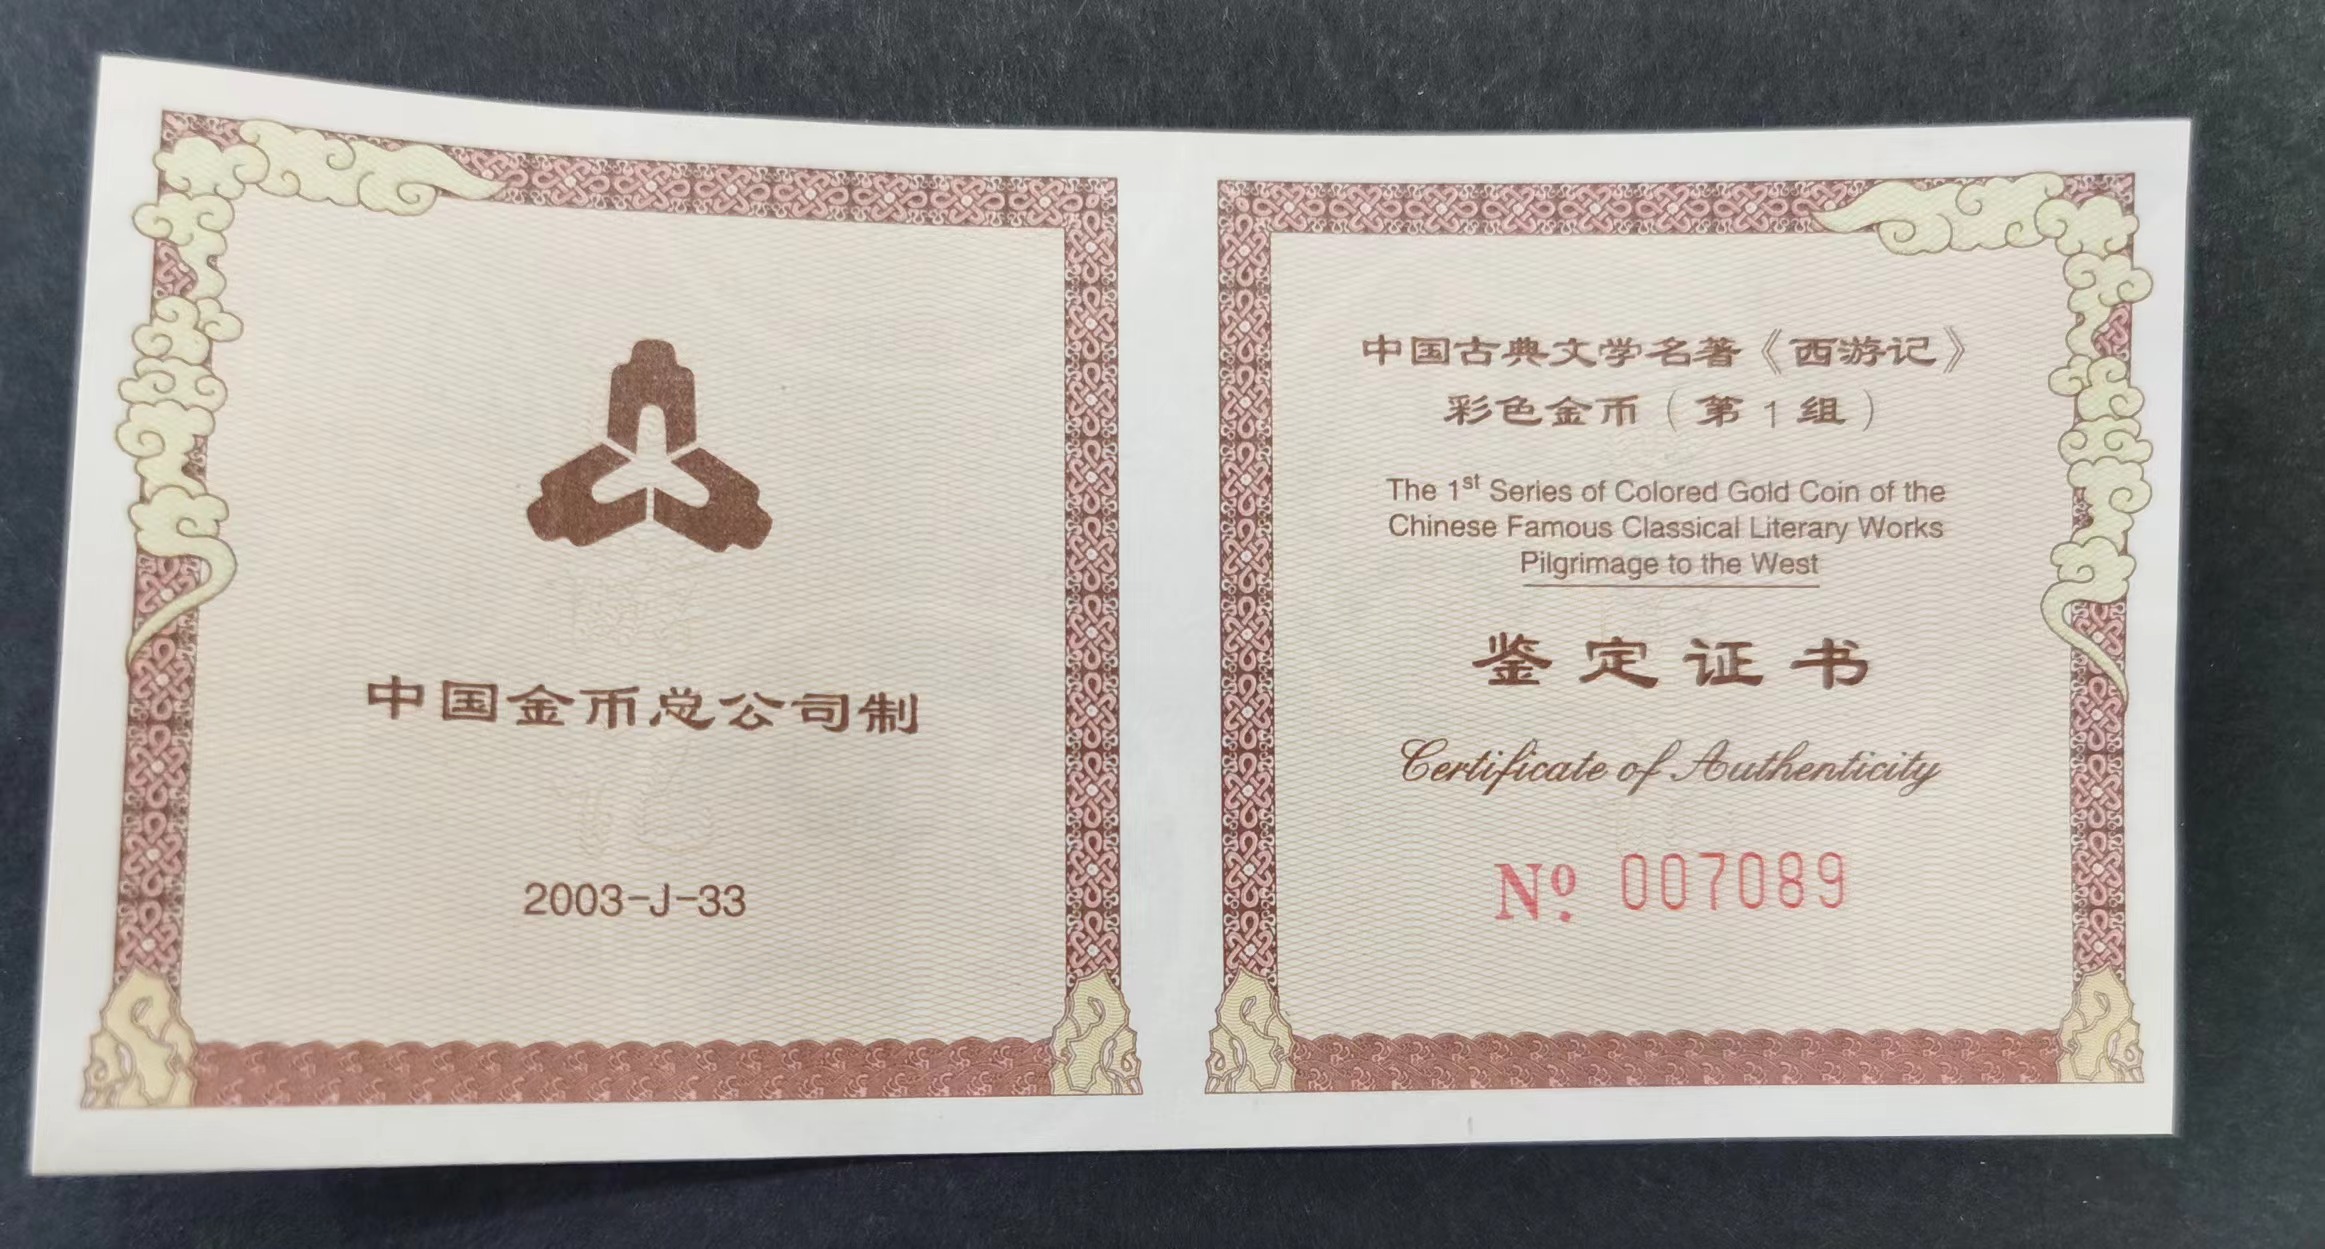 中国金币总公司制
2003-J-33
中国古典文学名著《西游记》
彩色金币(第1组)
The 1st Series of Colored Gold Coin of the
Chinese Famous Classical Literary Works
Pilgrimage to the West
鉴定证书
Certificate of Authenticity
Nº 007089